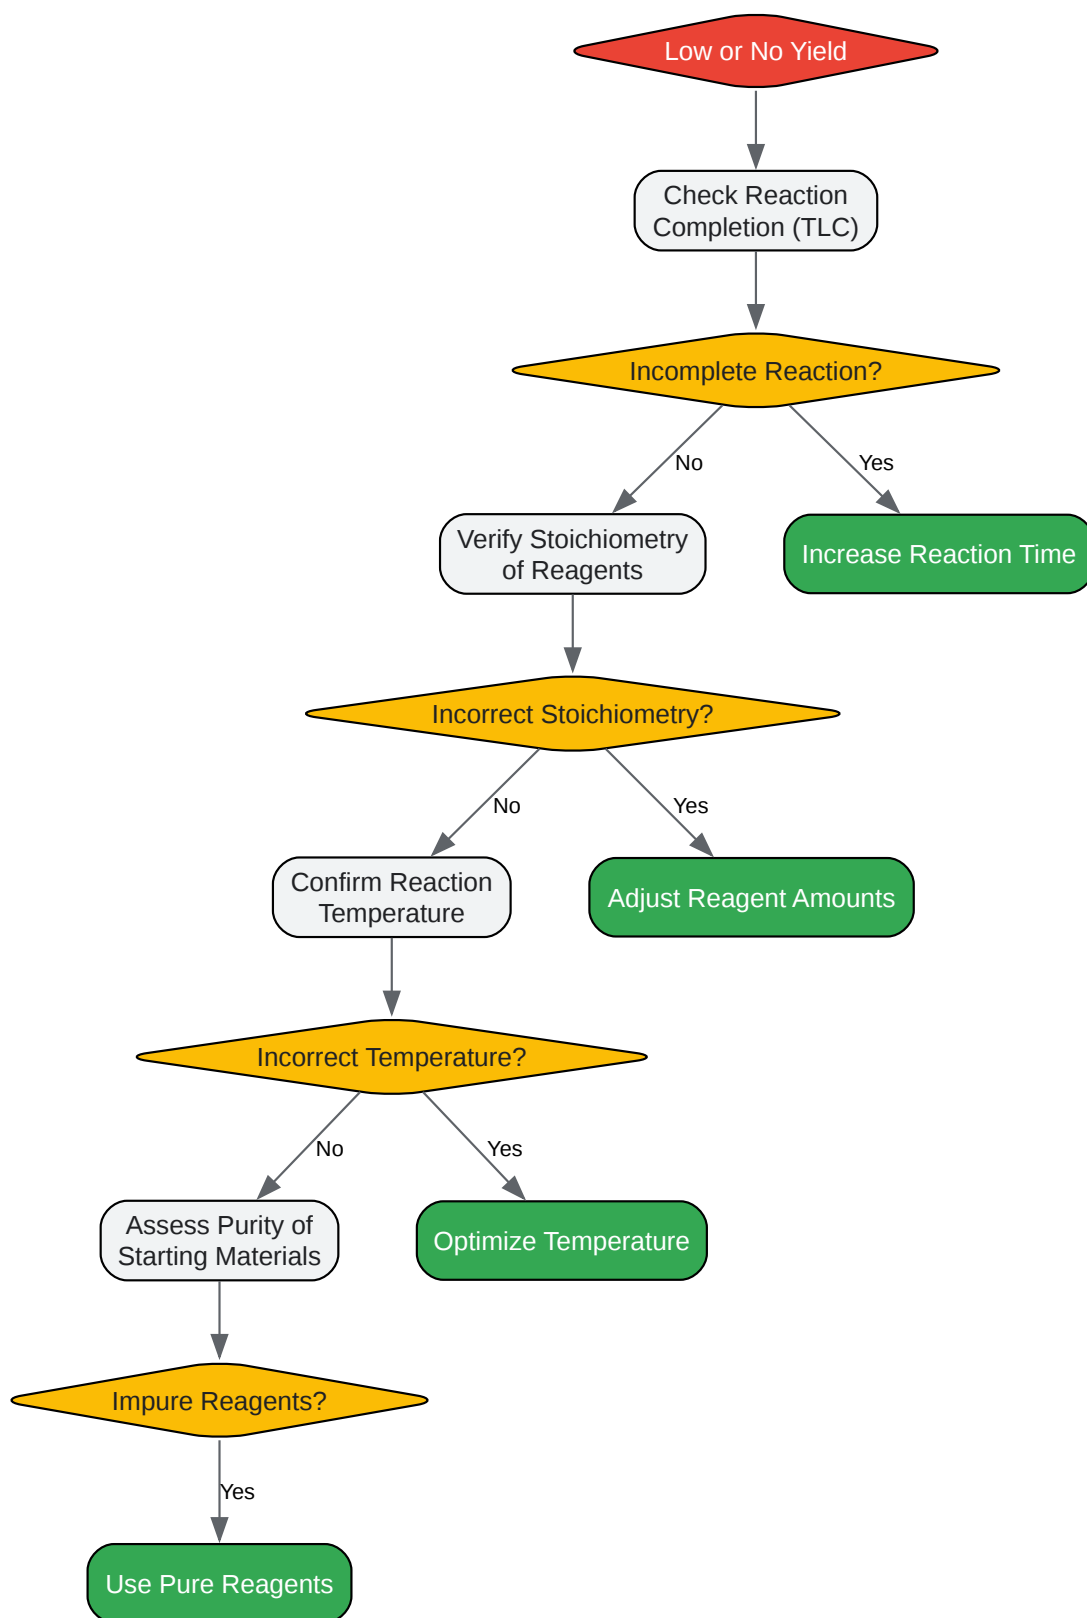 Low or No Yield
Check Reaction
Completion (TLC)
Incomplete Reaction?
No
Yes
Verify Stoichiometry
of Reagents
Increase Reaction Time
Incorrect Stoichiometry?
No
Yes
Confirm Reaction
Temperature
Adjust Reagent Amounts
Incorrect Temperature?
No
Yes
Assess Purity of
Starting Materials
Optimize Temperature
Impure Reagents?
Yes
Use Pure Reagents